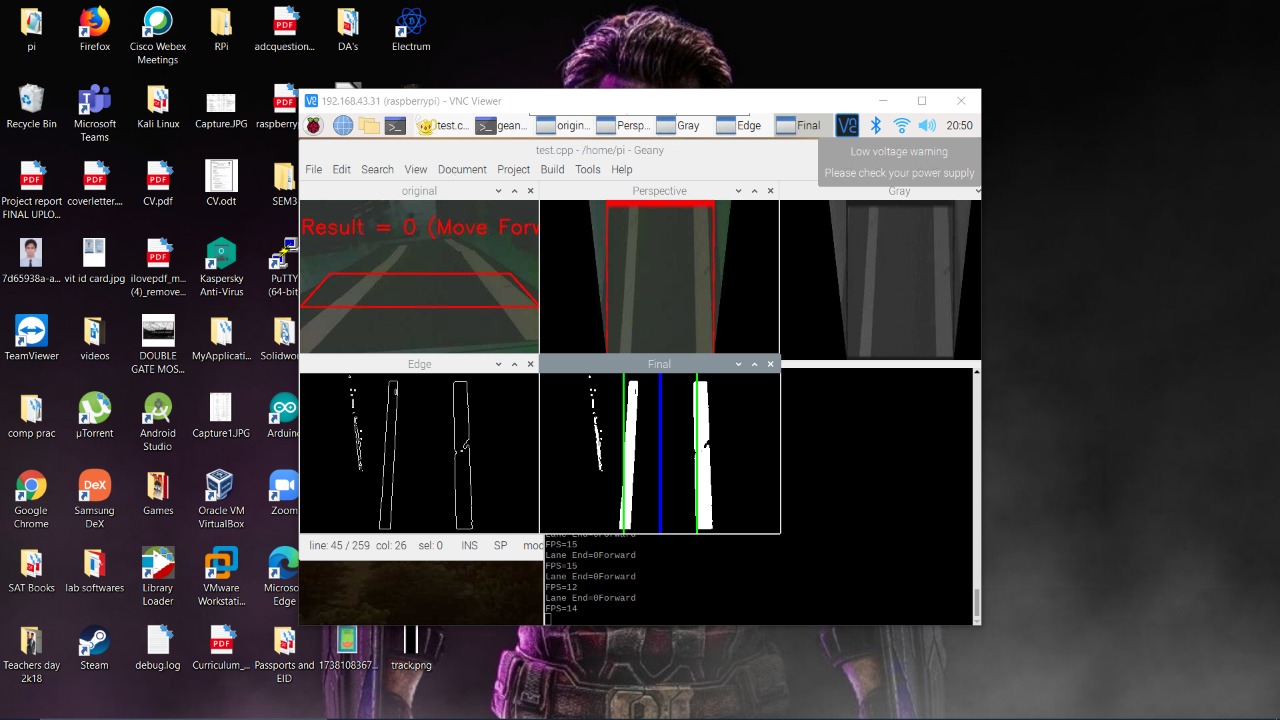 pi
Firefox
Cisco Webex
Meetings
RPi
adcquestion...
DA's
Electrum
Recycle Bin
Microsoft
Teams
Kali Linux
Capture.JPG
raspberry
Project report
FINAL UPLO...
coverletter....
CV.pdf
CV.odt
SEM3
7d65938a-a...
vit id card.jpg
ilovepdf_m...
(4)_remove...
Kaspersky
Anti-Virus
PuTTY
(64-bit
TeamViewer
videos
DOUBLE
GATE MOS...
MyApplicati...
Solidwo
comp prac
µTorrent
Android
Studio
Capture1.JPG
Arduin
Google
Chrome
Samsung
DeX
Games
Oracle VM
VirtualBox
Zoom
SAT Books
lab softwares
Library
Loader
VMware
Workstati...
Microso
Edge
Teachers day
2k18
Steam
debug.log
Curriculum_...
Passports and
EID
1738108367...
track.png
192.168.43.31 (raspberrypi) - VNC Viewer
test.c...
gean...
origin...
Persp...
Gray
Edge
Final
20:50
test.cpp - /home/pi - Geany
Low voltage warning
Please check your power supply
File Edit Search View Document Project Build Tools Help
original
Perspective
Gray
Result = 0 (Move Forw
Edge
Final
line: 45 / 259 col: 26 sel: 0 INS SP mod
Lane End=0Forward
FPS=15
Lane End=0Forward
FPS=15
Lane End=0Forward
FPS=12
Lane End=0Forward
FPS=14